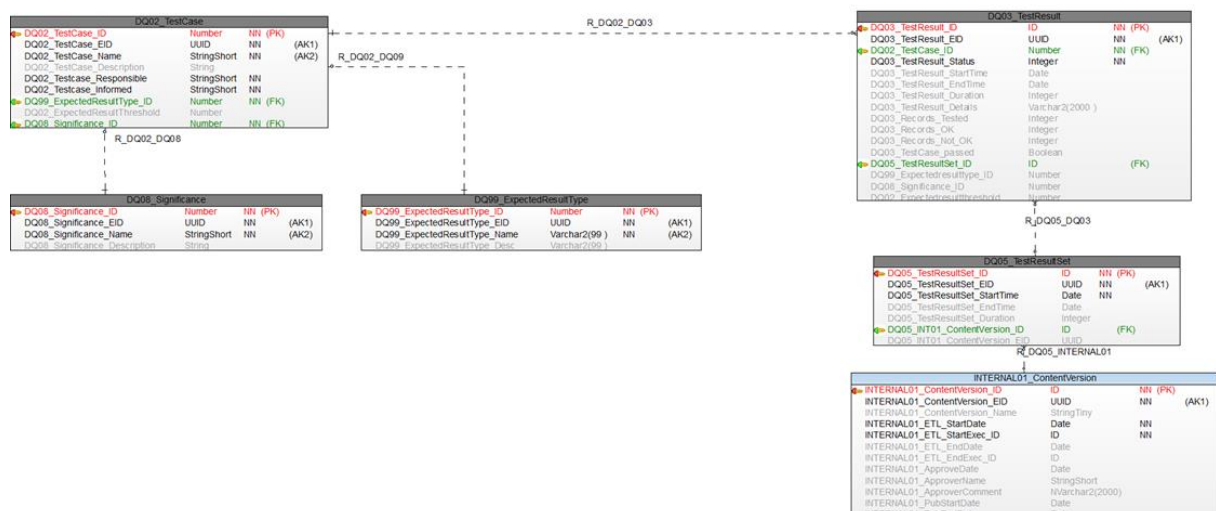 DQ02_TestCase
DQ02_TestCase_ID Number NN (PK)
DQ02_TestCase_EID UUID NN (AK1)
DQ02_TestCase_Name StringShort NN (AK2)
DQ02_Testcase_Description String
DQ02_Testcase_Responsible StringShort NN
DQ02_Testcase_Informed StringShort NN
DQ99_ExpectedResultType_ID Number NN (FK)
DQ02_ExpectedResultThreshold Number
DQ08_Significance_ID Number NN (FK)
R_DQ02_DQ03
R_DQ02_DQ09
R_DQ02_DQ08
DQ03_TestResult
DQ03_TestResult_ID ID NN (PK)
DQ03_TestResult_EID UUID NN (AK1)
DQ02_TestCase_ID Number NN (FK)
DQ03_TestResult_Status Integer NN
DQ03_TestResult_StartTime Date
DQ03_TestResult_EndTime Date
DQ03_TestResult_Duration Integer
DQ03_TestResult_Details Varchar2(2000 )
DQ03_Records_Tested Integer
DQ03_Records_OK Integer
DQ03_Records_Not_OK Integer
DQ03_TestCase_passed Boolean
DQ05_TestResultSet_ID ID (FK)
DQ99_Expectedresulttype_ID Number
DQ08_Significance_ID Number
DQ02_Expectedresultthreshold Number
DQ08_Significance
DQ08_Significance_ID Number NN (PK)
DQ08_Significance_EID UUID NN (AK1)
DQ08_Significance_Name StringShort NN (AK2)
DQ08_Significance_Description String
DQ99_ExpectedResultType
DQ99_ExpectedResultType_ID Number NN (PK)
DQ99_ExpectedResultType_EID UUID NN (AK1)
DQ99_ExpectedResultType_Name Varchar2(99 ) NN (AK2)
DQ99_ExpectedResultType_Desc Varchar2(99 )
R_DQ05_DQ03
DQ05_TestResultSet
DQ05_TestResultSet_ID ID NN (PK)
DQ05_TestResultSet_EID UUID NN (AK1)
DQ05_TestResultSet_StartTime Date NN
DQ05_TestResultSet_EndTime Date
DQ05_TestResultSet_Duration Integer
DQ05_INT01_ContentVersion_ID ID (FK)
DQ05_INT01_ContentVersion_EID UUID
R_DQ05_INTERNAL01
INTERNAL01_ContentVersion
INTERNAL01_ContentVersion_ID ID NN (PK)
INTERNAL01_ContentVersion_EID UUID NN (AK1)
INTERNAL01_ContentVersion_Name StringTiny
INTERNAL01_ETL_StartDate Date NN
INTERNAL01_ETL_StartExec_ID ID NN
INTERNAL01_ETL_EndDate Date
INTERNAL01_ETL_EndExec_ID ID
INTERNAL01_ApproveDate Date
INTERNAL01_ApproverName StringShort
INTERNAL01_ApproverComment NVarchar2(2000)
INTERNAL01_PubStartDate Date